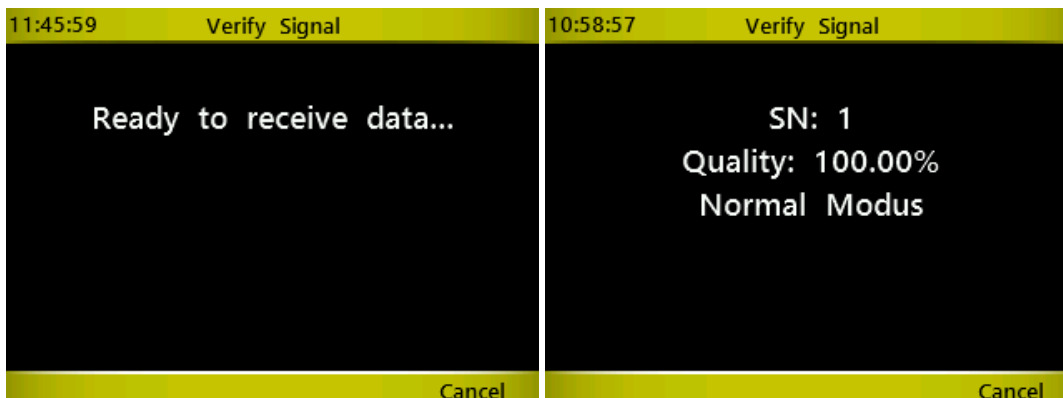 11:45:59 Verify Signal
Ready to receive data...
Cancel
10:58:57 Verify Signal
SN: 1
Quality: 100.00%
Normal Modus
Cancel